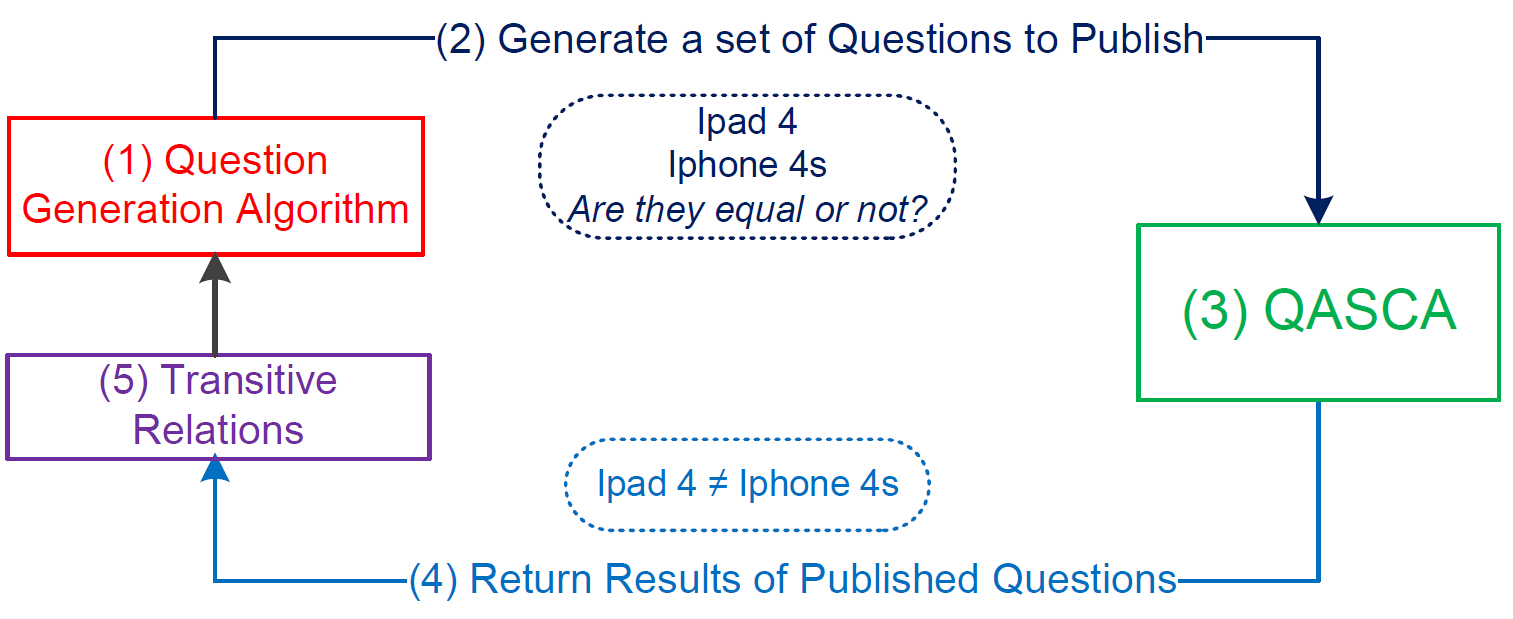 (2) Generate a set of Questions to Publish
Ipad 4
Iphone 4s
Are they equal or not?
(1) Question
Generation Algorithm
(3) QASCA
(5) Transitive
Relations
Ipad 4 ≠ Iphone 4s
(4) Return Results of Published Questions